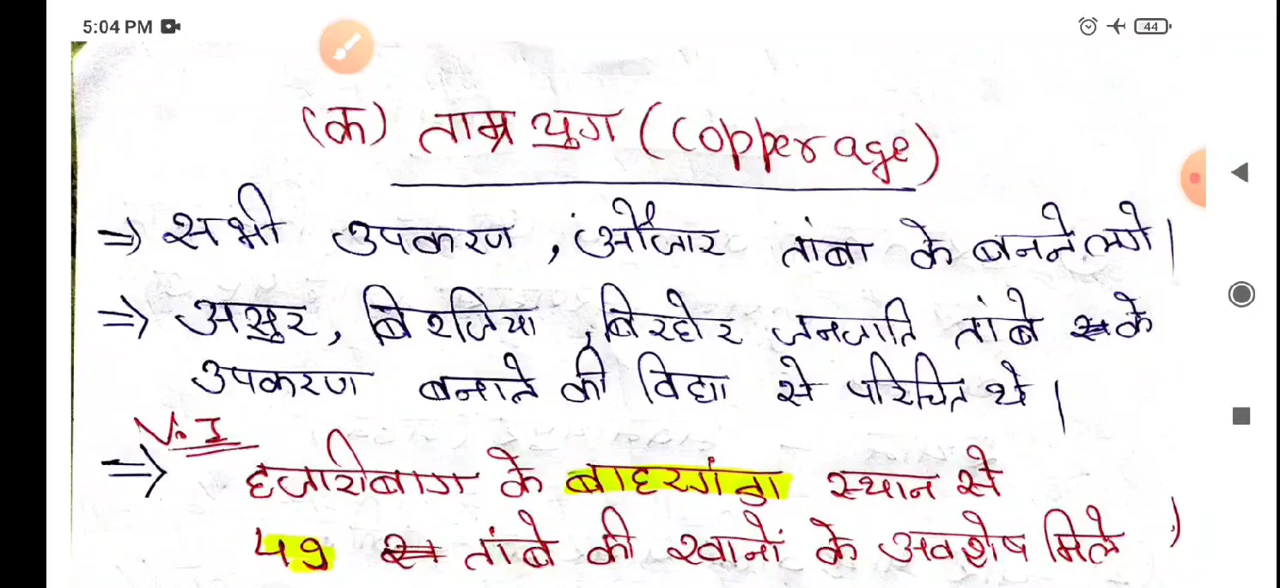 5:04 PM
44
(क) ताम्र युग (Copper age)
⇒ सभी उपकरण, औजार तांबा के बनने लगे।
⇒ असुर, बिरजिया, बिरहोर जनजाति तांबे के
उपकरण बनाने की विद्या से परिचित थे।
V.I
⇒ हजारीबाग के बाहरगंडा स्थान से
49 तांबे की खानों के अवशेष मिले